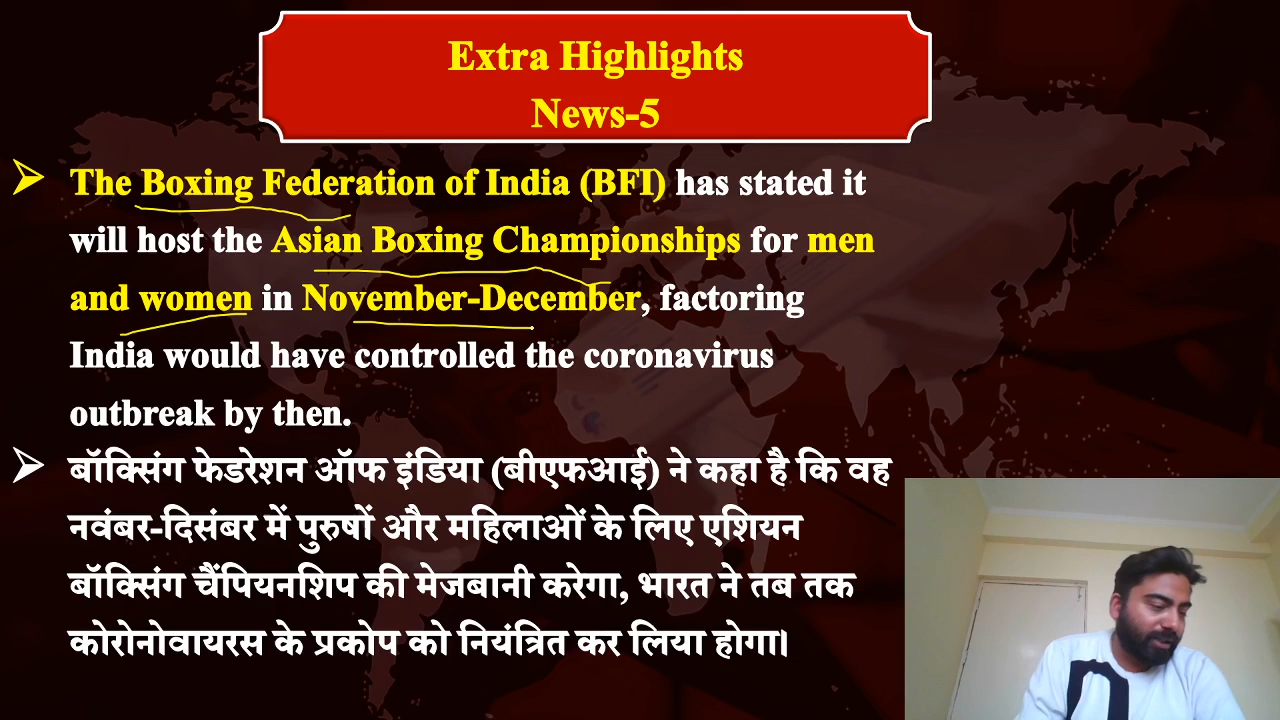 Extra Highlights
News-5
The Boxing Federation of India (BFI) has stated it
will host the Asian Boxing Championships for men
and women in November-December, factoring
India would have controlled the coronavirus
outbreak by then.
बॉक्सिंग फेडरेशन ऑफ इंडिया (बीएफआई) ने कहा है कि वह
नवंबर-दिसंबर में पुरुषों और महिलाओं के लिए एशियन
बॉक्सिंग चैंपियनशिप की मेजबानी करेगा, भारत ने तब तक
कोरोनोवायरस के प्रकोप को नियंत्रित कर लिया होगा।